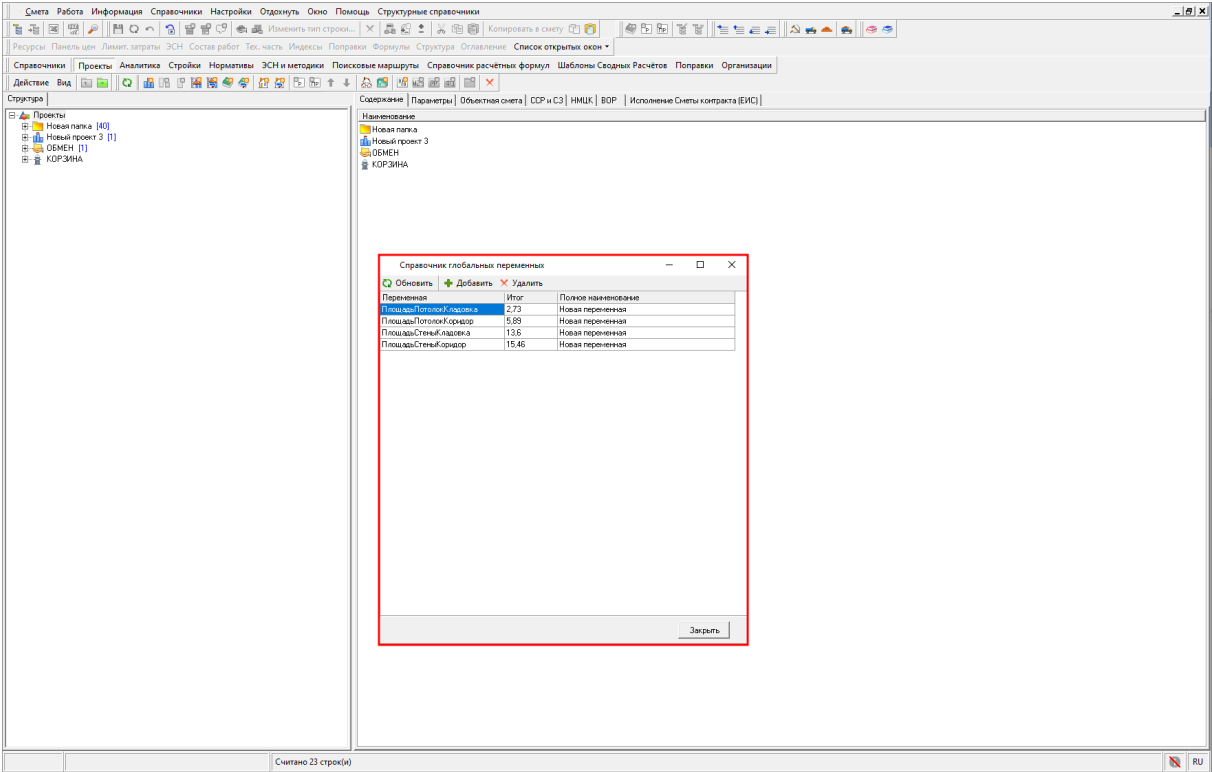 Смета Работа Информация Справочники Настройки Отдохнуть Окно Помощь Структурные справочники
Изменить тип строки... Копировать в смету
Ресурсы Панель цен Лимит. затраты ЭСН Состав работ Тех. часть Индексы Поправки Формулы Структура Оглавление Список открытых окон
Справочники Проекты Аналитика Стройки Нормативы ЭСН и методики Поисковые маршруты Справочник расчётных формул Шаблоны Сводных Расчётов Поправки Организации
Действие Вид
Структура
Содержание Параметры Объектная смета ССР и СЗ НМЦК ВОР Исполнение Сметы контракта (ЕИС)
Проекты
Новая папка [40]
Новый проект 3 [1]
ОБМЕН [1]
КОРЗИНА
Наименование
Новая папка
Новый проект 3
ОБМЕН
КОРЗИНА
Справочник глобальных переменных
Обновить Добавить Удалить
Переменная Итог Полное наименование
ПлощадьПотолокКладовка 2,73 Новая переменная
ПлощадьПотолокКоридор 5,89 Новая переменная
ПлощадьСтеныКладовка 13,6 Новая переменная
ПлощадьСтеныКоридор 15,46 Новая переменная
Закрыть
Считано 23 строк(и) RU